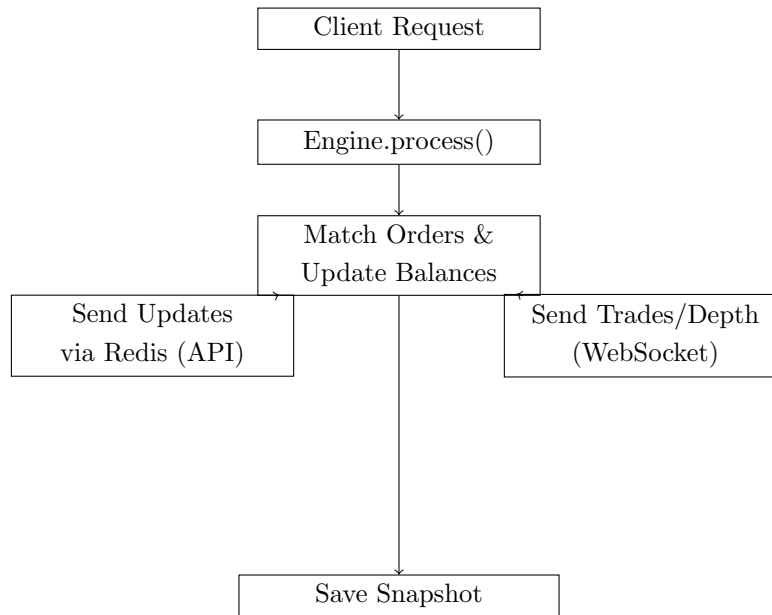 Client Request
Engine.process()
Match Orders &
Update Balances
Send Updates
via Redis (API)
Send Trades/Depth
(WebSocket)
Save Snapshot